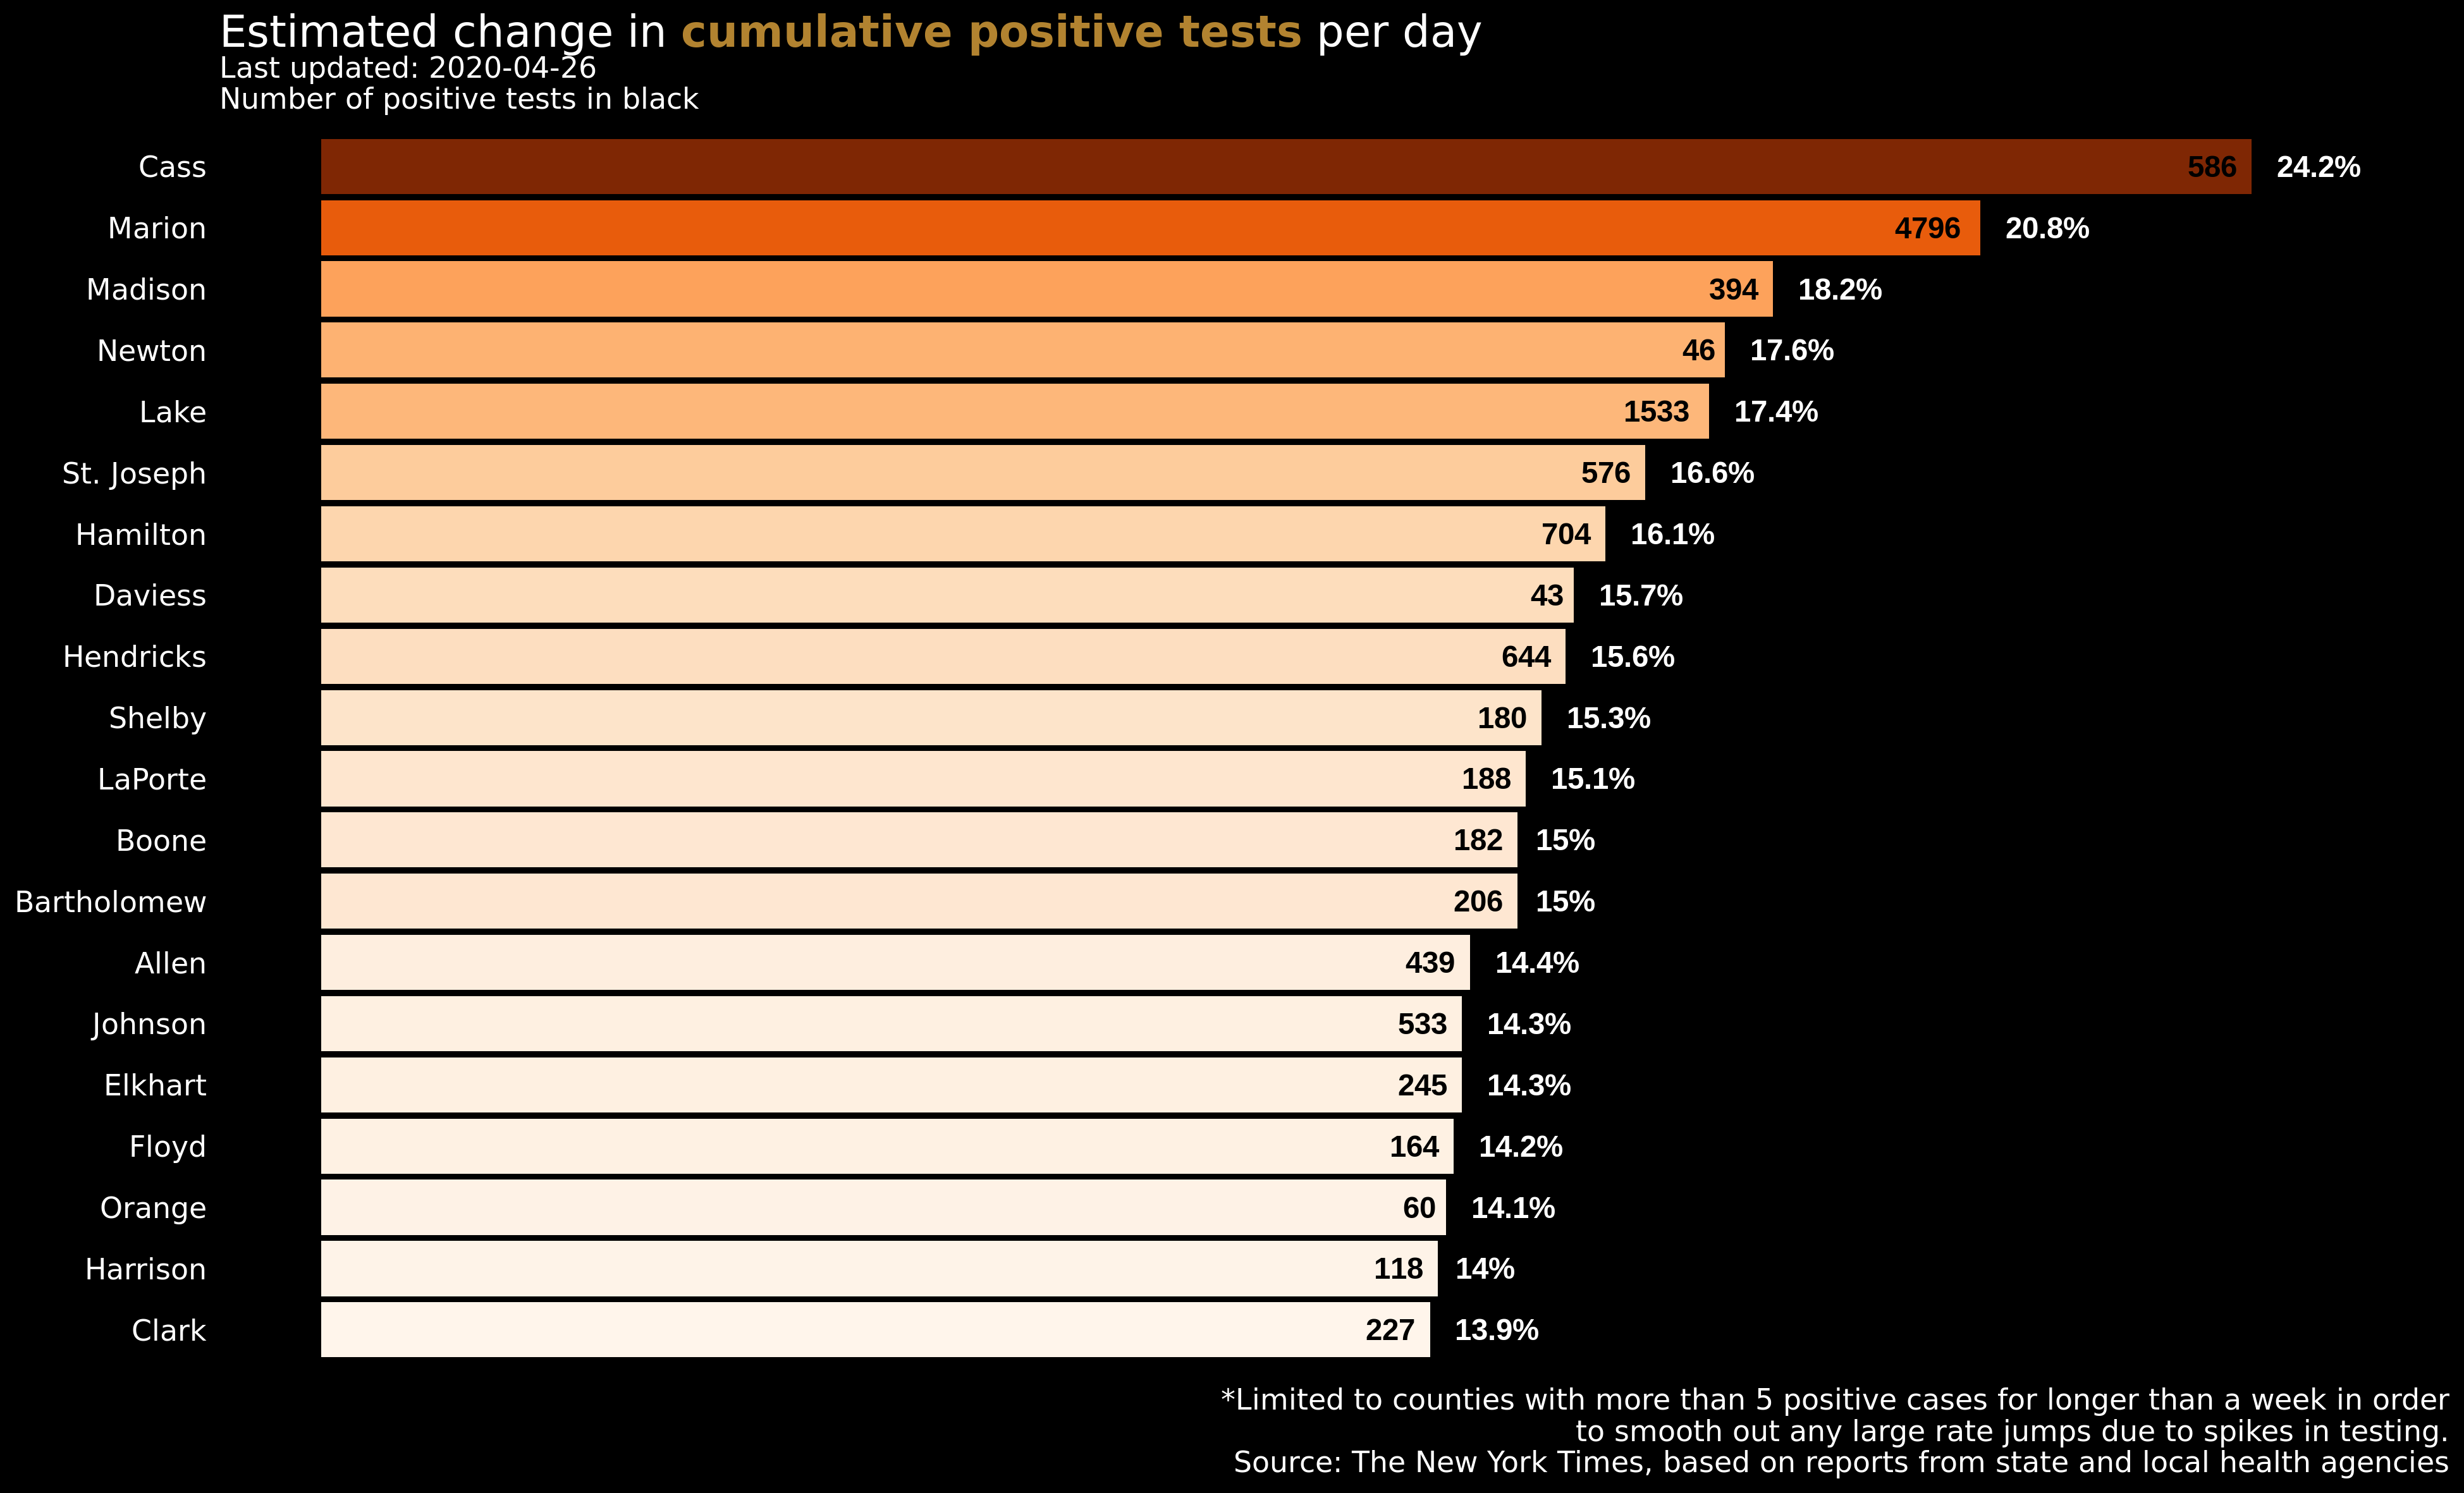 Estimated change in cumulative positive tests per day
Last updated: 2020-04-26
Number of positive tests in black
Cass 586 24.2%
Marion 4796 20.8%
Madison 394 18.2%
Newton 46 17.6%
Lake 1533 17.4%
St. Joseph 576 16.6%
Hamilton 704 16.1%
Daviess 43 15.7%
Hendricks 644 15.6%
Shelby 180 15.3%
LaPorte 188 15.1%
Boone 182 15%
Bartholomew 206 15%
Allen 439 14.4%
Johnson 533 14.3%
Elkhart 245 14.3%
Floyd 164 14.2%
Orange 60 14.1%
Harrison 118 14%
Clark 227 13.9%
*Limited to counties with more than 5 positive cases for longer than a week in order
to smooth out any large rate jumps due to spikes in testing.
Source: The New York Times, based on reports from state and local health agencies